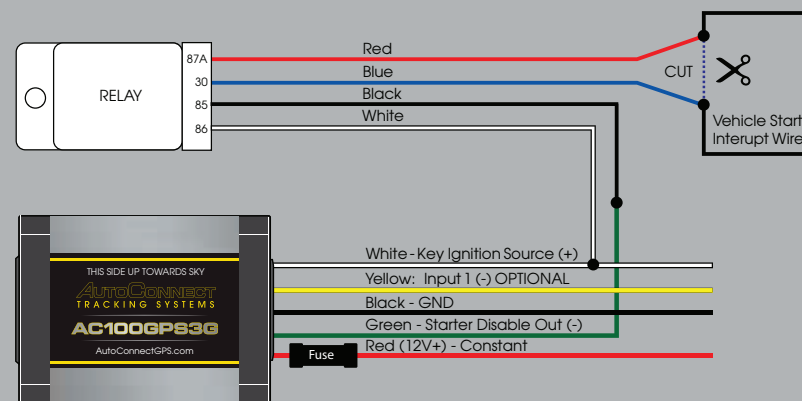 Red
87A
Blue
30
RELAY
CUT
Black
85
White
86
Vehicle Start
Interupt Wire
White - Key Ignition Source (+)
THIS SIDE UP TOWARDS SKY
Yellow: Input 1 (-) OPTIONAL
AUTOCONNECT
TRACKING SYSTEMS
Black - GND
AC100GPS3G
Green - Starter Disable Out (-)
Red (12V+) - Constant
AutoConnectGPS.com
Fuse